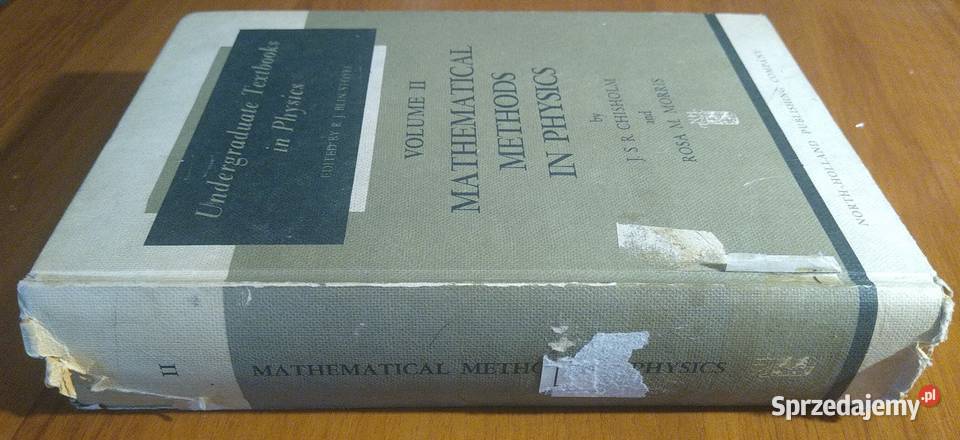 Undergraduate Textbooks
in Physics
EDITED BY R. J. BLIN-STOYLE
VOLUME II
MATHEMATICAL
METHODS
IN PHYSICS
by
J·S·R·CHISHOLM
and
ROSA M. MORRIS
NORTH-HOLLAND PUBLISHING COMPANY
II
MATHEMATICAL METHO PHYSICS
Sprzedajemy.pl